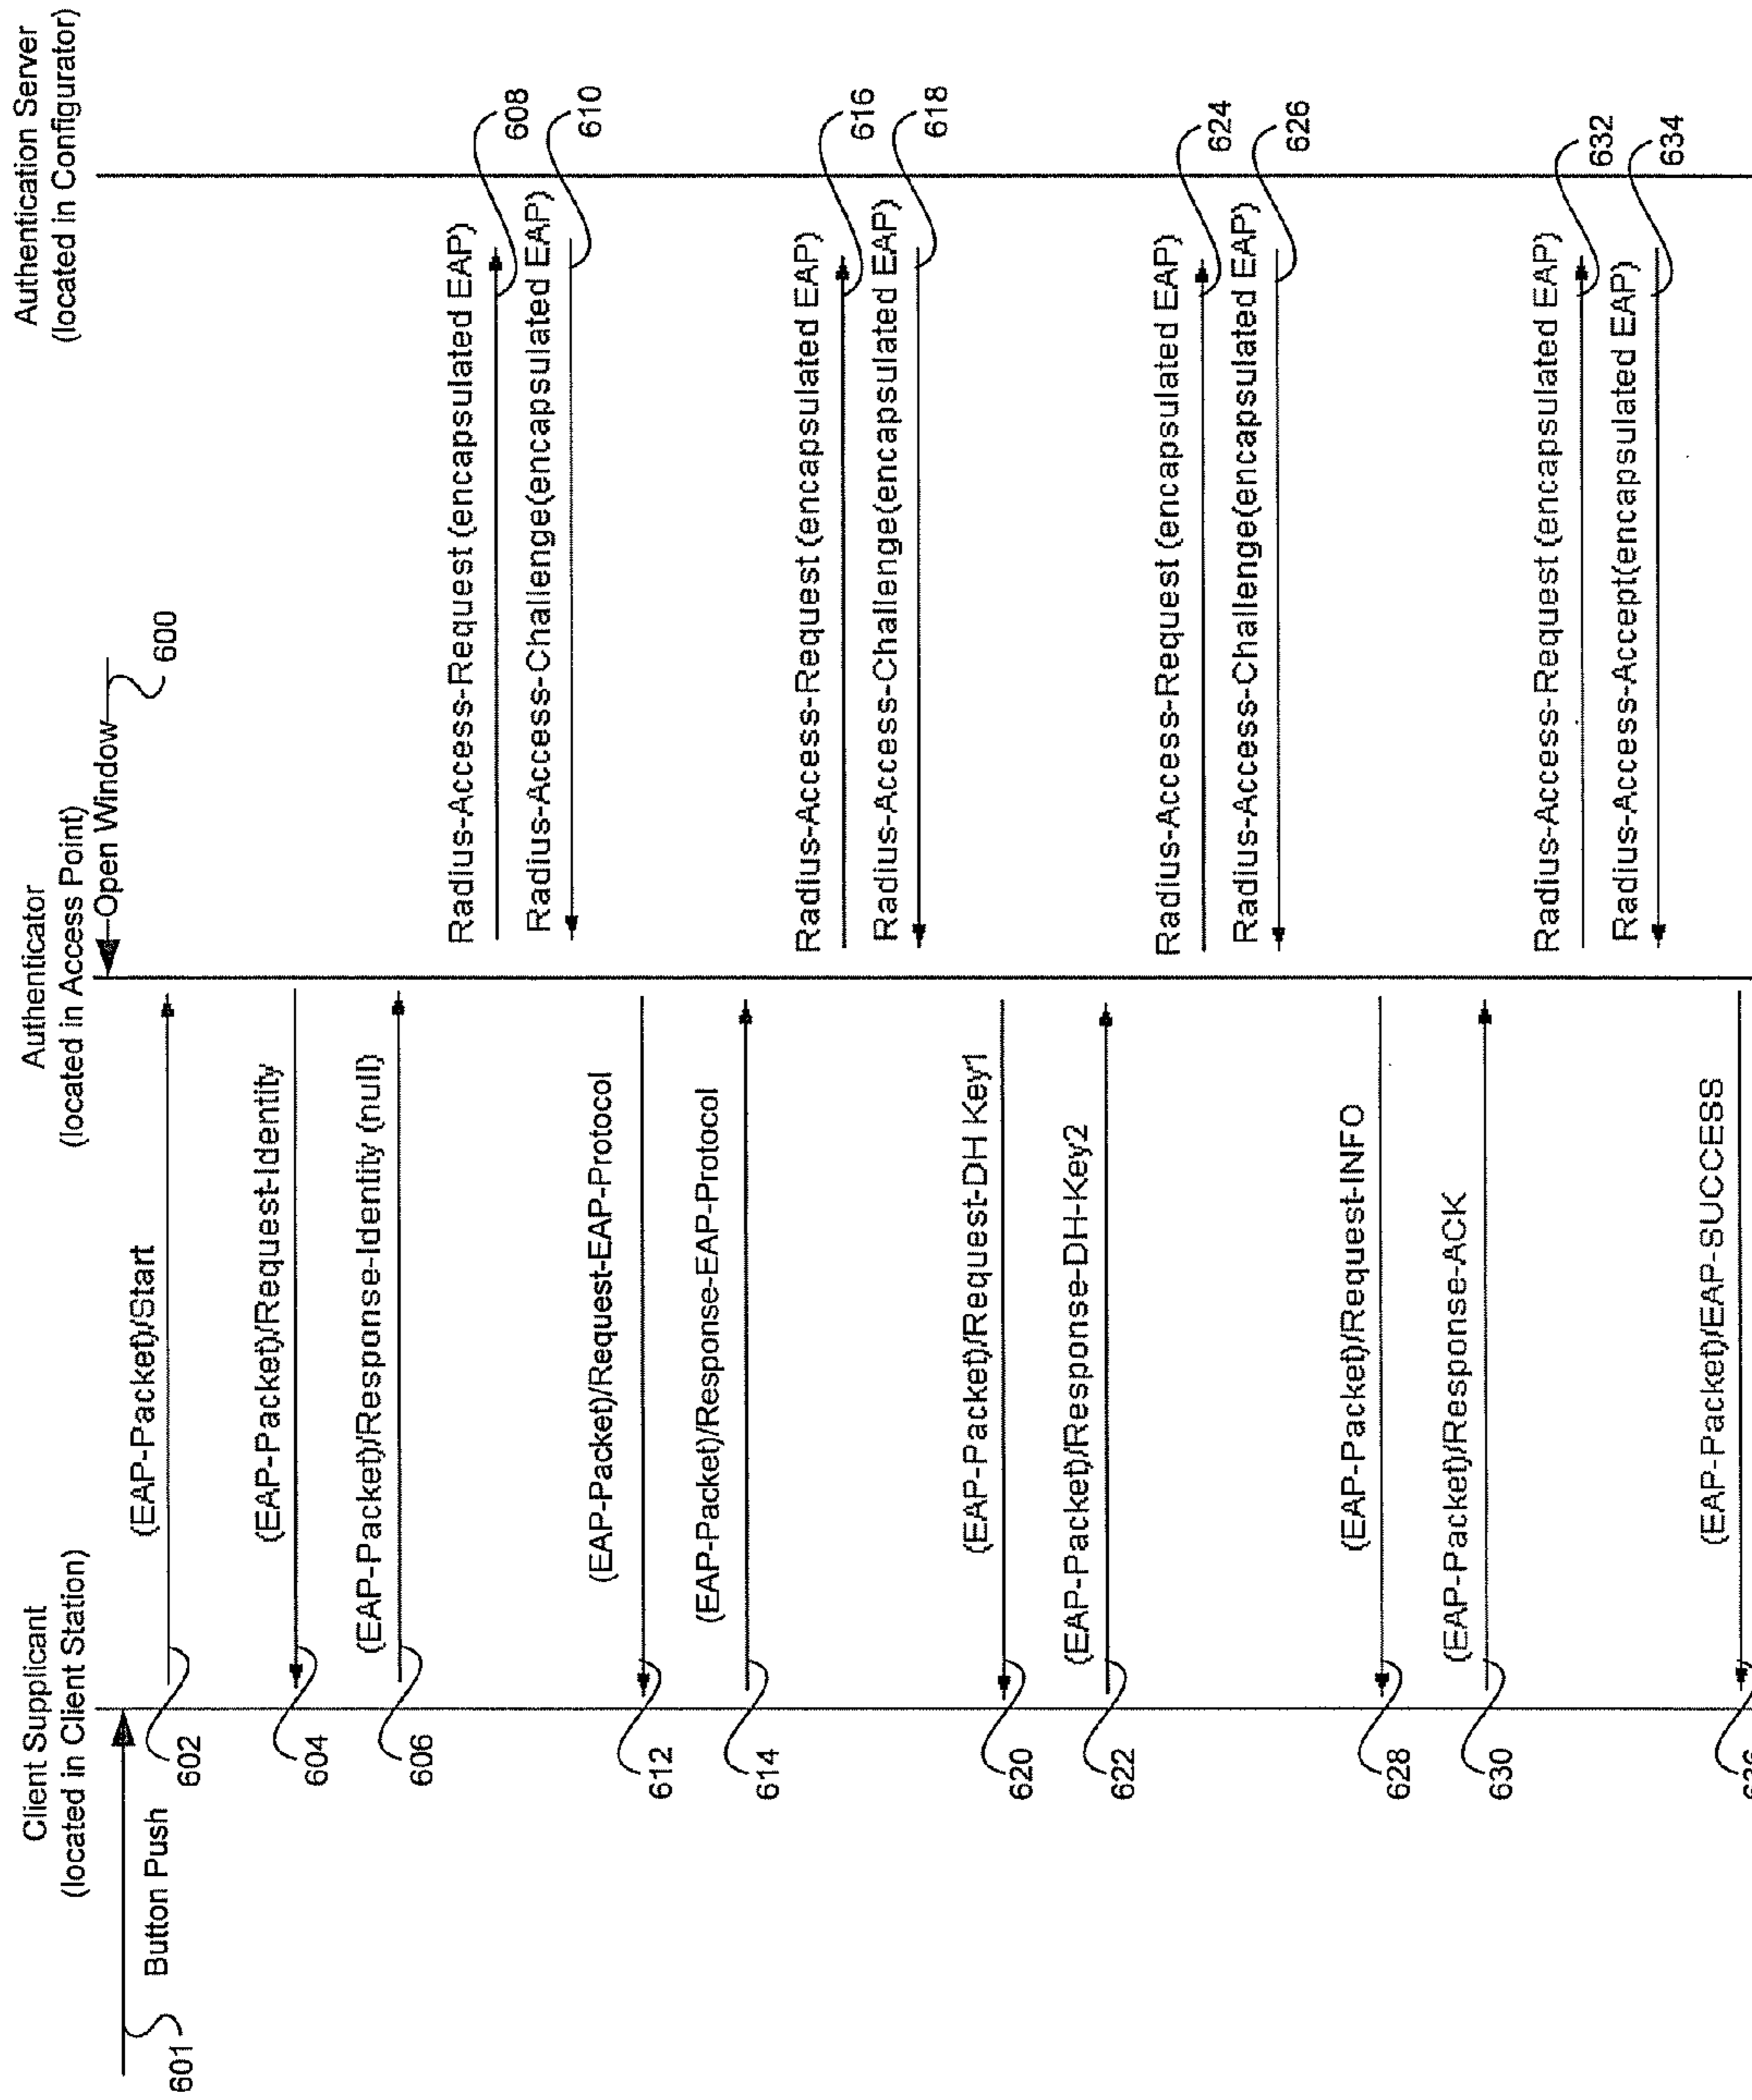 Client Supplicant
(located in Client Station)
Authenticator
(located in Access Point)
Authentication Server
(located in Configurator)
601
Button Push
Open Window
600
602
(EAP-Packet)/Start
604
(EAP-Packet)/Request-Identity
606
(EAP-Packet)/Response-Identity (null)
Radius-Access-Request (encapsulated EAP)
608
Radius-Access-Challenge(encapsulated EAP)
610
612
(EAP-Packet)/Request-EAP-Protocol
614
(EAP-Packet)/Response-EAP-Protocol
Radius-Access-Request (encapsulated EAP)
616
Radius-Access-Challenge(encapsulated EAP)
618
620
(EAP-Packet)/Request-DH Key1
622
(EAP-Packet)/Response-DH-Key2
Radius-Access-Request (encapsulated EAP)
624
Radius-Access-Challenge(encapsulated EAP)
626
628
(EAP-Packet)/Request-INFO
630
(EAP-Packet)/Response-ACK
Radius-Access-Request (encapsulated EAP)
632
Radius-Access-Accept(encapsulated EAP)
634
(EAP-Packet)/EAP-SUCCESS